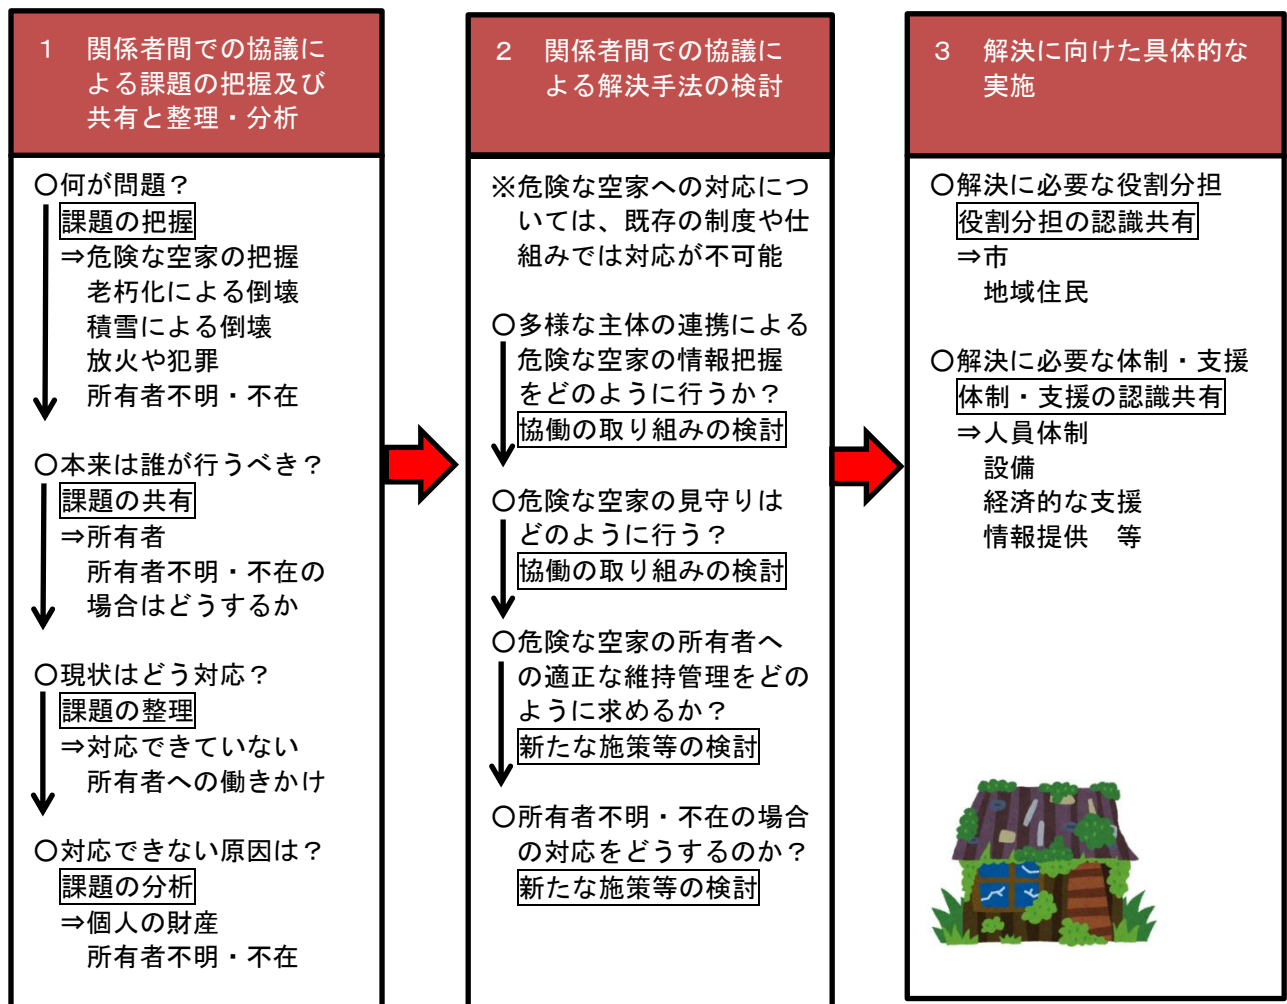 １　関係者間での協議に
よる課題の把握及び
共有と整理・分析
〇何が問題？
課題の把握
⇒危険な空家の把握
老朽化による倒壊
積雪による倒壊
放火や犯罪
所有者不明・不在
〇本来は誰が行うべき？
課題の共有
⇒所有者
所有者不明・不在の
場合はどうするか
〇現状はどう対応？
課題の整理
⇒対応できていない
所有者への働きかけ
〇対応できない原因は？
課題の分析
⇒個人の財産
所有者不明・不在
２　関係者間での協議に
よる解決手法の検討
※危険な空家への対応につ
いては、既存の制度や仕
組みでは対応が不可能
〇多様な主体の連携による
危険な空家の情報把握
をどのように行うか？
協働の取り組みの検討
〇危険な空家の見守りは
どのように行う？
協働の取り組みの検討
〇危険な空家の所有者へ
の適正な維持管理をどの
ように求めるか？
新たな施策等の検討
〇所有者不明・不在の場合
の対応をどうするのか？
新たな施策等の検討
３　解決に向けた具体的な
実施
〇解決に必要な役割分担
役割分担の認識共有
⇒市
地域住民
〇解決に必要な体制・支援
体制・支援の認識共有
⇒人員体制
設備
経済的な支援
情報提供　等